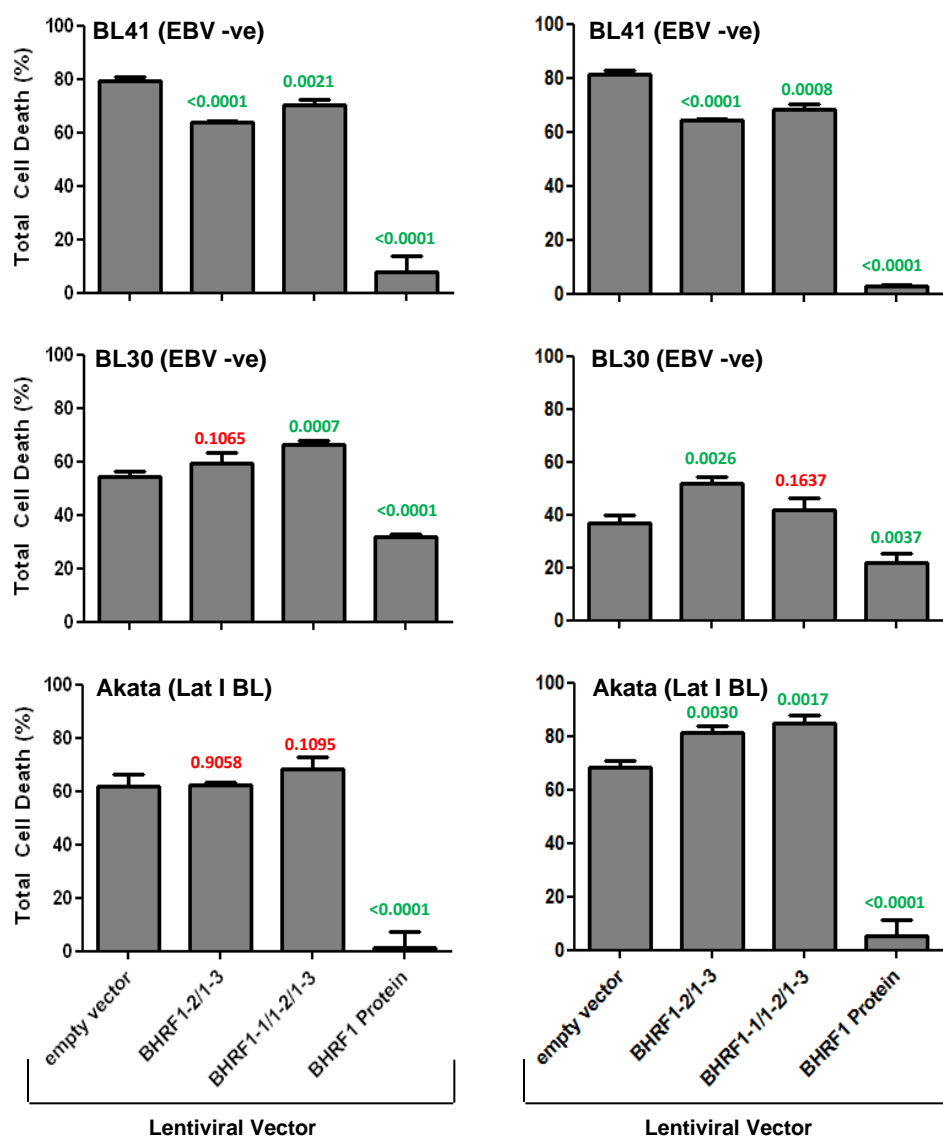 BL41 (EBV -ve)
Total Cell Death (%)
100
80
60
40
20
0
<0.0001
0.0021
<0.0001
BL41 (EBV -ve)
100
80
60
40
20
0
<0.0001
0.0008
<0.0001
BL30 (EBV -ve)
Total Cell Death (%)
100
80
60
40
20
0
0.1065
0.0007
<0.0001
BL30 (EBV -ve)
100
80
60
40
20
0
0.0026
0.1637
0.0037
Akata (Lat I BL)
Total Cell Death (%)
100
80
60
40
20
0
0.9058
0.1095
<0.0001
Akata (Lat I BL)
100
80
60
40
20
0
0.0030
0.0017
<0.0001
empty vector
BHRF1-2/1-3
BHRF1-1/1-2/1-3
BHRF1 Protein
Lentiviral Vector
empty vector
BHRF1-2/1-3
BHRF1-1/1-2/1-3
BHRF1 Protein
Lentiviral Vector